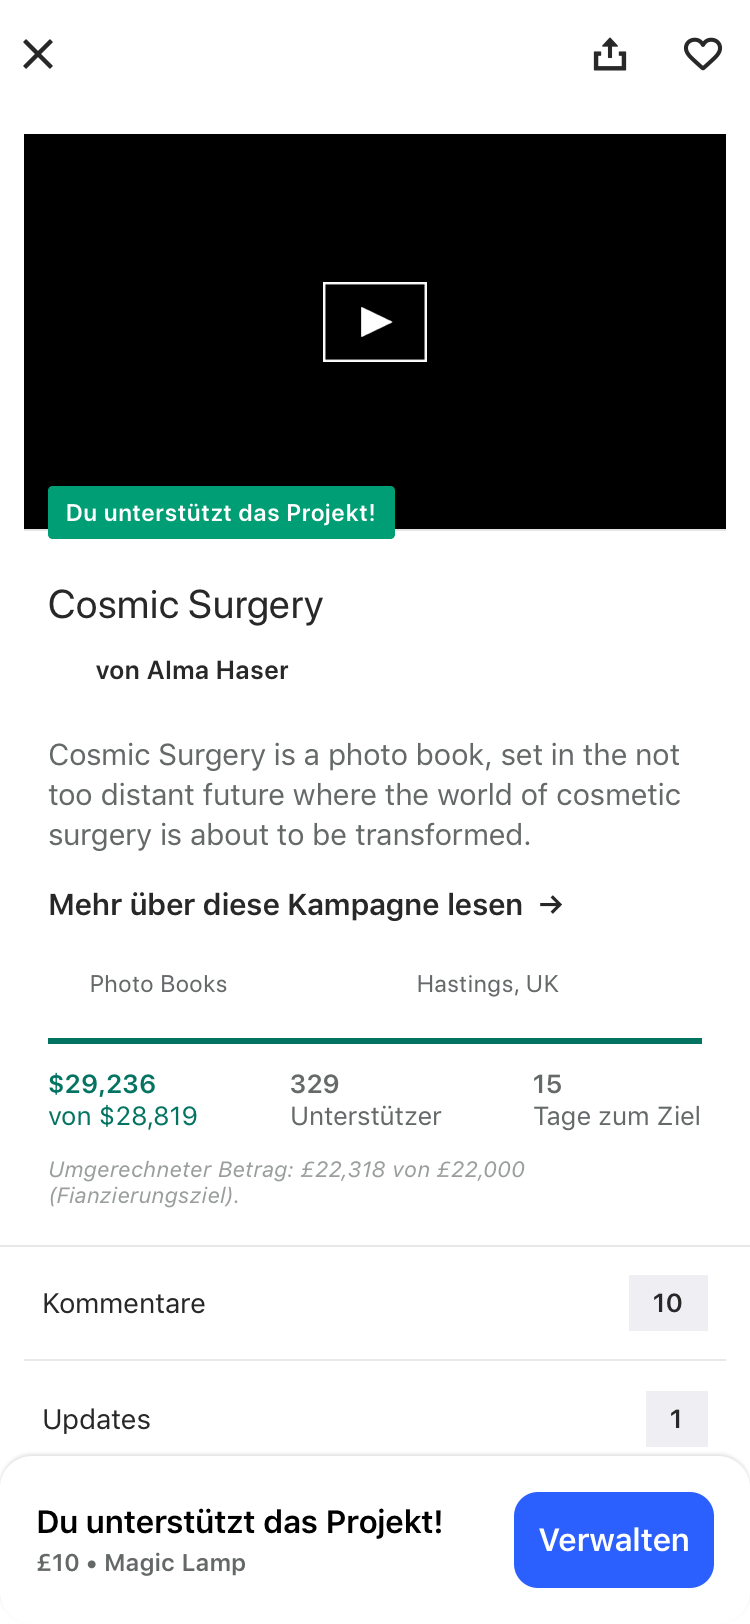 Du unterstützt das Projekt!
Cosmic Surgery
von Alma Haser
Cosmic Surgery is a photo book, set in the not
too distant future where the world of cosmetic
surgery is about to be transformed.
Mehr über diese Kampagne lesen →
Photo Books
Hastings, UK
$29,236
von $28,819
329
Unterstützer
15
Tage zum Ziel
Umgerechneter Betrag: £22,318 von £22,000
(Fianzierungsziel).
Kommentare
10
Updates
1
Du unterstützt das Projekt!
£10 • Magic Lamp
Verwalten